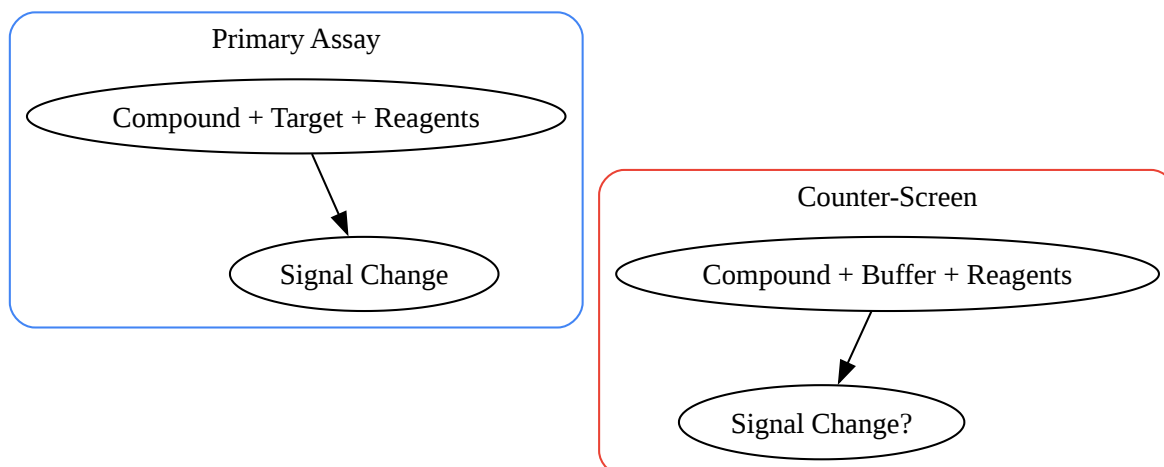 Primary Assay
Compound + Target + Reagents
Signal Change
Counter-Screen
Compound + Buffer + Reagents
Signal Change?